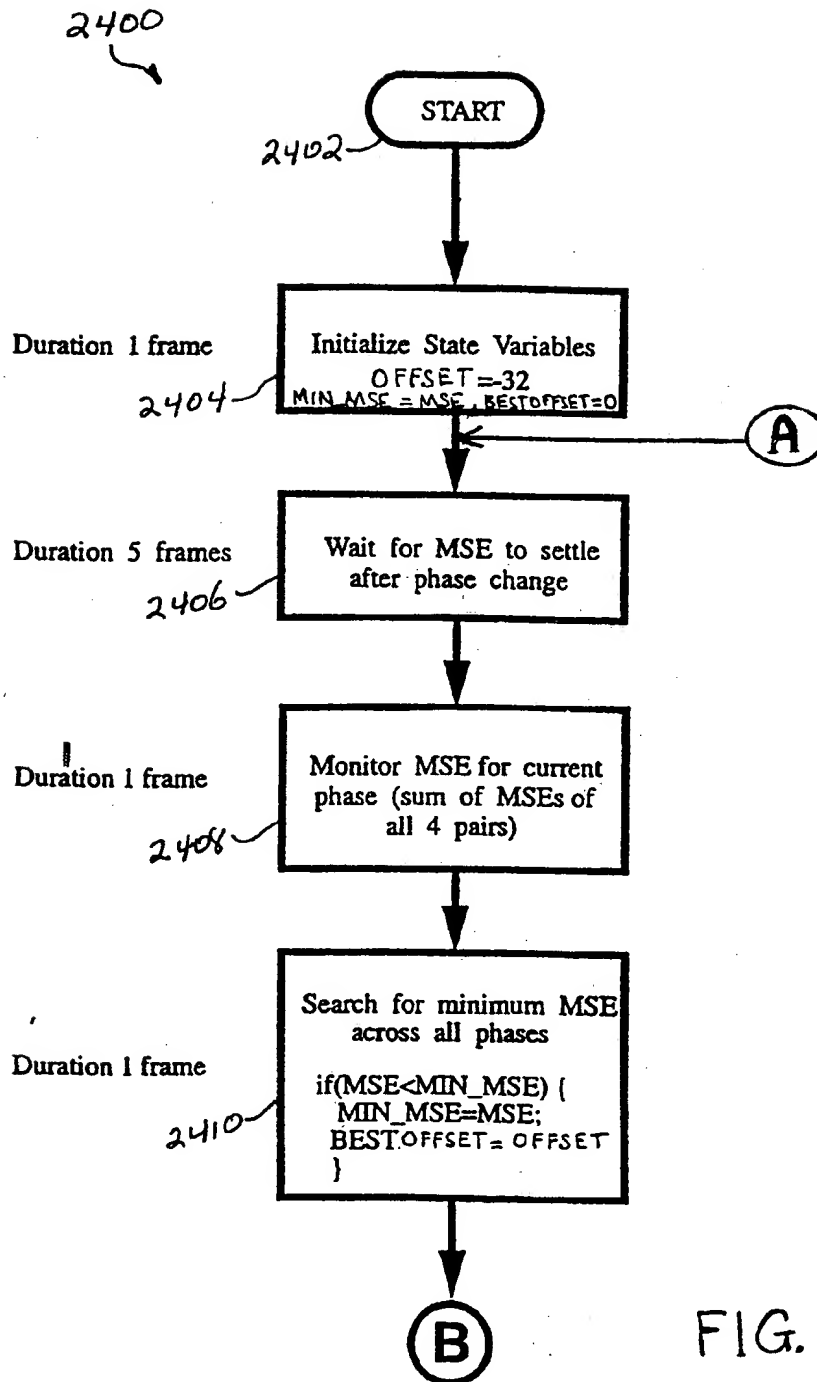 2400
START
2402
Duration 1 frame
Initialize State Variables
OFFSET =-32
MIN_MSE = MSE, BESTOFFSET=0
2404
A
Duration 5 frames
Wait for MSE to settle
after phase change
2406
Duration 1 frame
Monitor MSE for current
phase (sum of MSEs of
all 4 pairs)
2408
Search for minimum MSE
across all phases
Duration 1 frame
if(MSE<MIN_MSE) {
MIN_MSE=MSE;
BEST.OFFSET = OFFSET
}
2410
B
FIG.